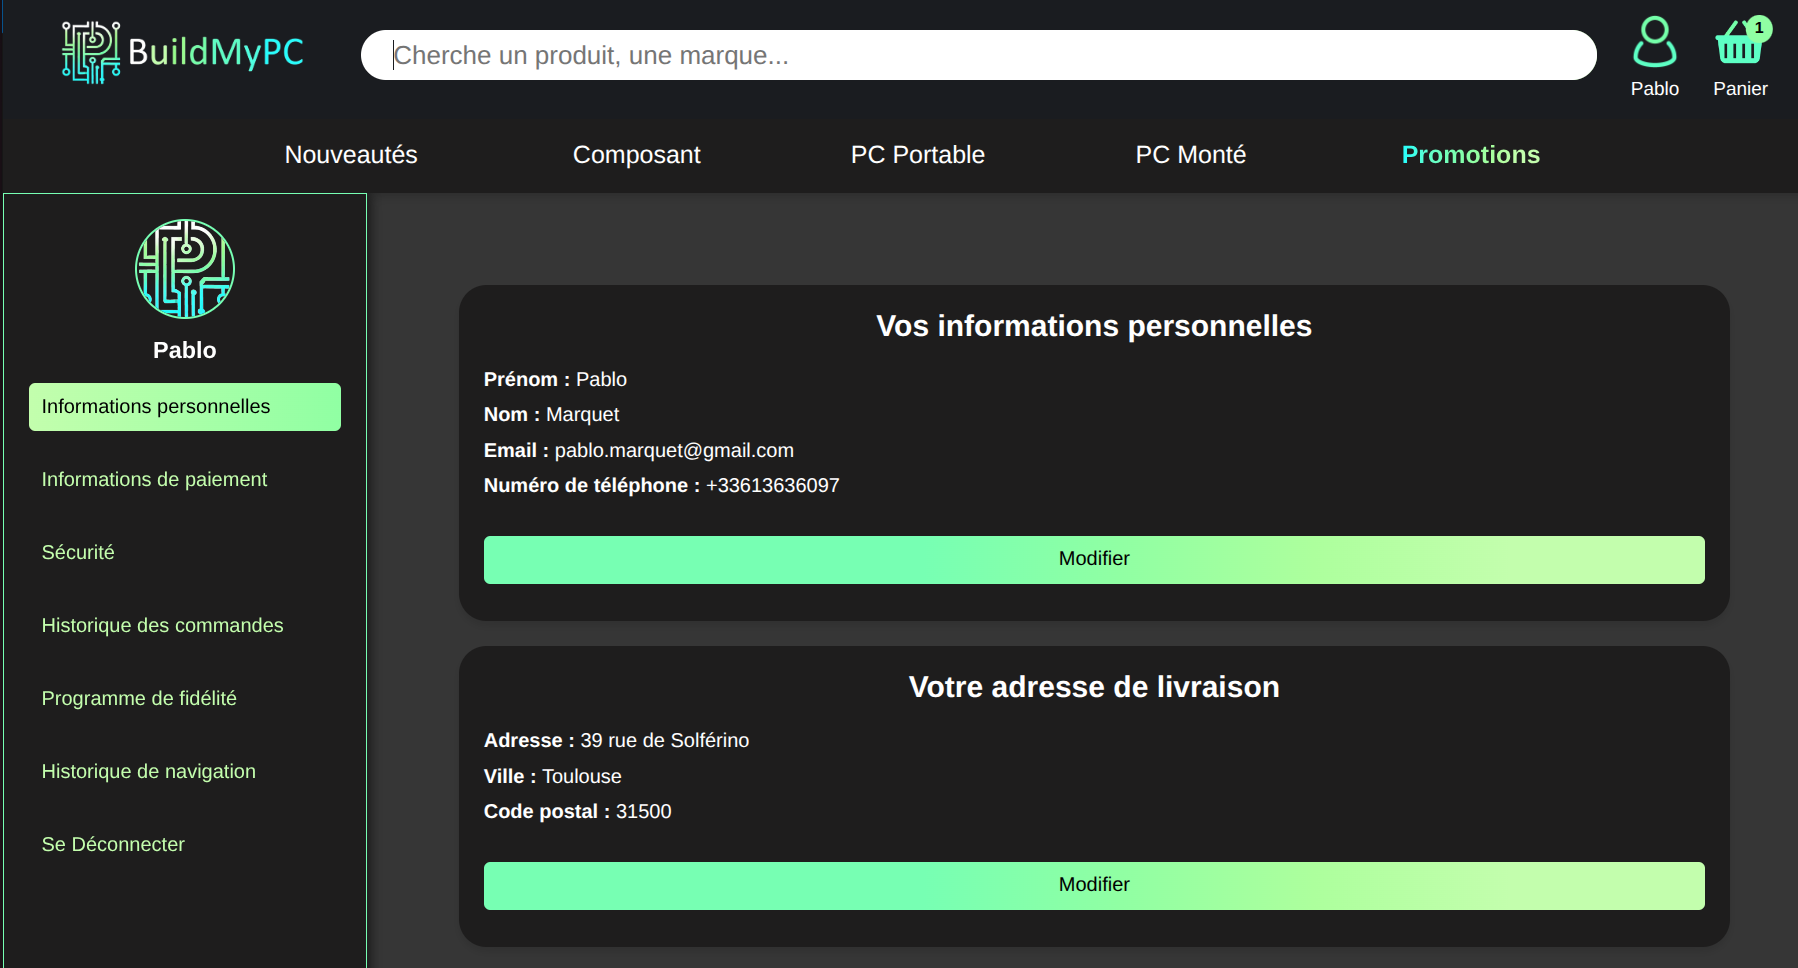 BuildMyPC
Cherche un produit, une marque...
1
Pablo
Panier
Nouveautés
Composant
PC Portable
PC Monté
Promotions
Pablo
Informations personnelles
Informations de paiement
Sécurité
Historique des commandes
Programme de fidélité
Historique de navigation
Se Déconnecter
Vos informations personnelles
Prénom : Pablo
Nom : Marquet
Email : pablo.marquet@gmail.com
Numéro de téléphone : +33613636097
Modifier
Votre adresse de livraison
Adresse : 39 rue de Solférino
Ville : Toulouse
Code postal : 31500
Modifier